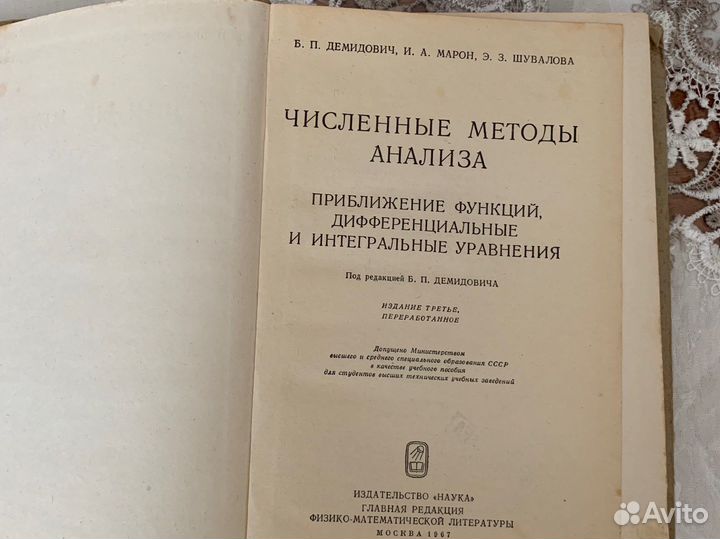 Б. П. ДЕМИДОВИЧ, И. А. МАРОН, Э. З. ШУВАЛОВА
ЧИСЛЕННЫЕ МЕТОДЫ
АНАЛИЗА
ПРИБЛИЖЕНИЕ ФУНКЦИЙ,
ДИФФЕРЕНЦИАЛЬНЫЕ
И ИНТЕГРАЛЬНЫЕ УРАВНЕНИЯ
Под редакцией Б. П. ДЕМИДОВИЧА
ИЗДАНИЕ ТРЕТЬЕ,
ПЕРЕРАБОТАННОЕ
Допущено Министерством
высшего и среднего специального образования СССР
в качестве учебного пособия
для студентов высших технических учебных заведений
ИЗДАТЕЛЬСТВО «НАУКА»
ГЛАВНАЯ РЕДАКЦИЯ
ФИЗИКО-МАТЕМАТИЧЕСКОЙ ЛИТЕРАТУРЫ
МОСКВА 1967
Avito